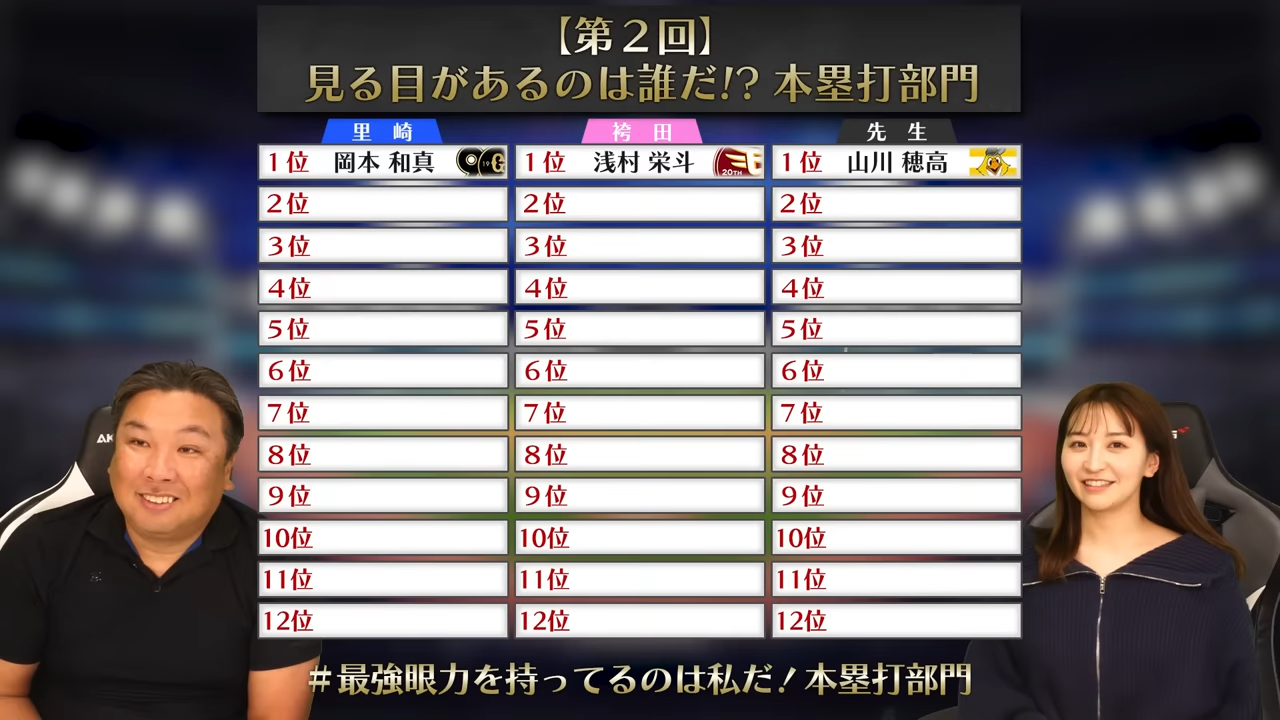 【第2回】
見る目があるのは誰だ!? 本塁打部門
里崎 袴田 先生
1位 岡本 和真 19 G 1位 浅村 栄斗 E 20TH 1位 山川 穂高
2位 2位 2位
3位 3位 3位
4位 4位 4位
5位 5位 5位
6位 6位 6位
7位 7位 7位
8位 8位 8位
9位 9位 9位
10位 10位 10位
11位 11位 11位
12位 12位 12位
AK
#最強眼力を持ってるのは私だ!本塁打部門